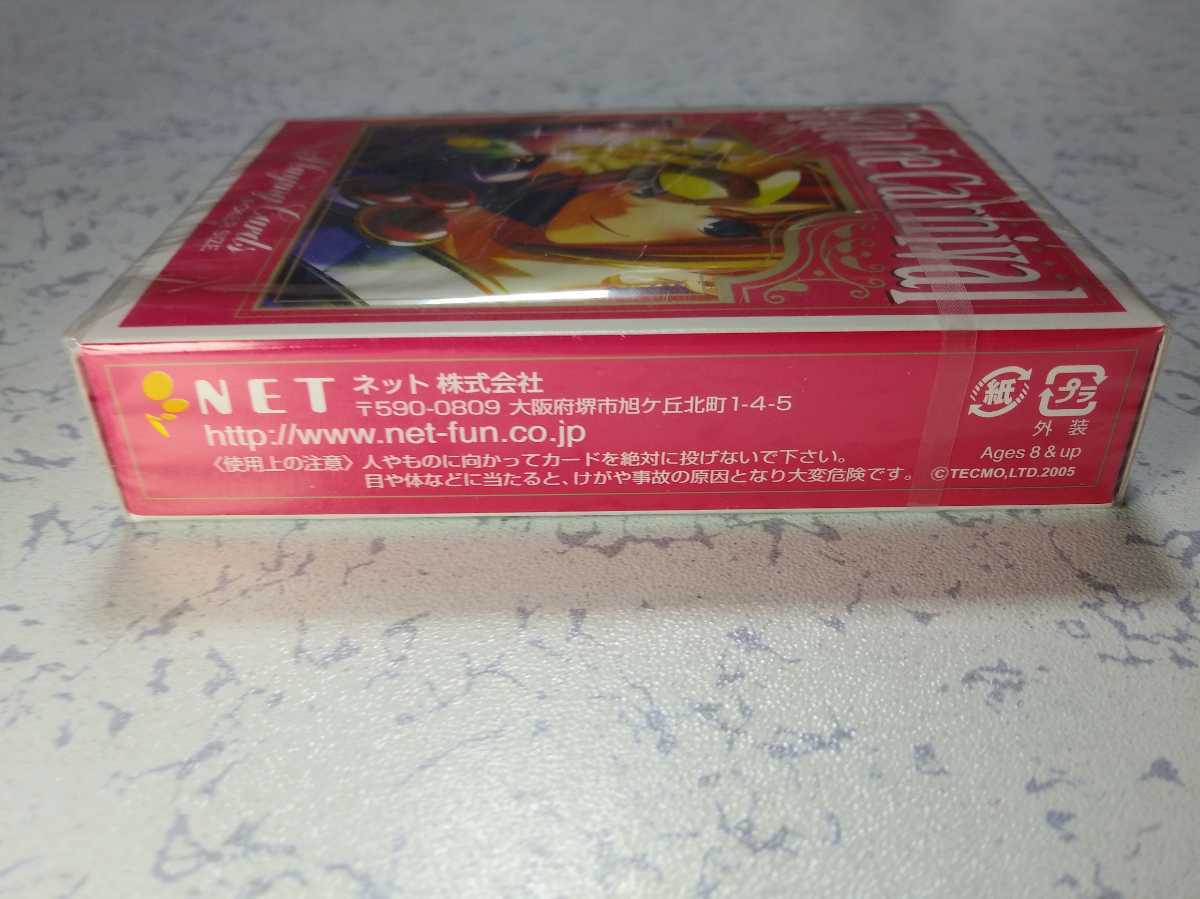 Carnival
Playing Cards
SIZE
NET ネット 株式会社
〒590-0809 大阪府堺市旭ケ丘北町1-4-5
http://www.net-fun.co.jp
〈使用上の注意〉人やものに向かってカードを絶対に投げないで下さい。
目や体などに当たると、けがや事故の原因となり大変危険です。
紙 プラ
外装
Ages 8 & up
©TECMO,LTD.2005